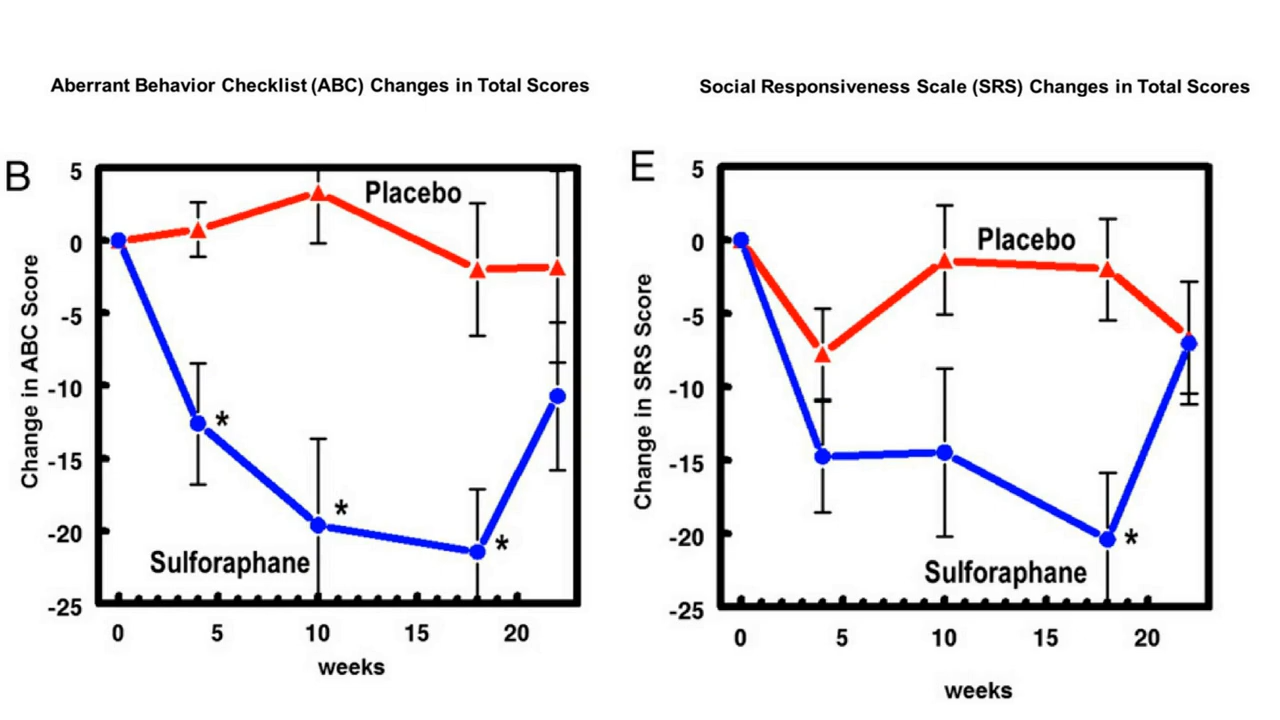 Aberrant Behavior Checklist (ABC) Changes in Total Scores
B
Change in ABC Score
5
0
-5
-10
-15
-20
-25
Placebo
*
*
*
Sulforaphane
0 5 10 15 20
weeks
Social Responsiveness Scale (SRS) Changes in Total Scores
E
Change in SRS Score
5
0
-5
-10
-15
-20
-25
Placebo
*
Sulforaphane
0 5 10 15 20
weeks